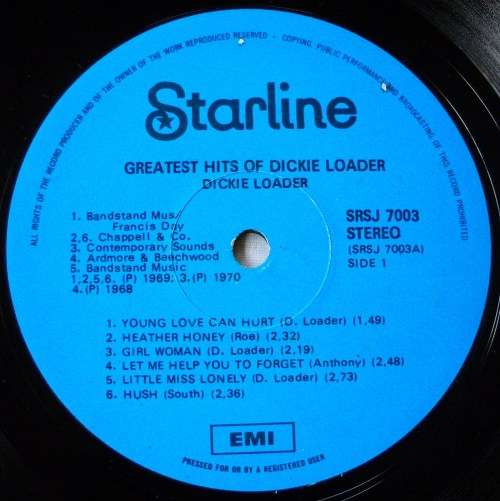 ALL RIGHTS OF THE RECORD PRODUCER AND OF THE OWNER OF THE WORK REPRODUCED RESERVED – COPYING, PUBLIC PERFORMANCE AND BROADCASTING OF THIS RECORD PROHIBITED
Starline
GREATEST HITS OF DICKIE LOADER
DICKIE LOADER
1. Bandstand Mus/
Francis Day
2,6. Chappell & Co.
3. Contemporary Sounds
4. Ardmore & Beechwood
5. Bandstand Music
1,2,5,6. (P) 1969: 3.(P) 1970
4.(P) 1968
SRSJ 7003
STEREO
(SRSJ 7003A)
SIDE 1
1. YOUNG LOVE CAN HURT (D. Loader) (1,49)
2. HEATHER HONEY (Roe) (2,32)
3. GIRL WOMAN (D. Loader) (2,19)
4. LET ME HELP YOU TO FORGET (Anthony) (2,48)
5. LITTLE MISS LONELY (D. Loader) (2,73)
6. HUSH (South) (2,36)
EMI
PRESSED FOR OR BY A REGISTERED USER